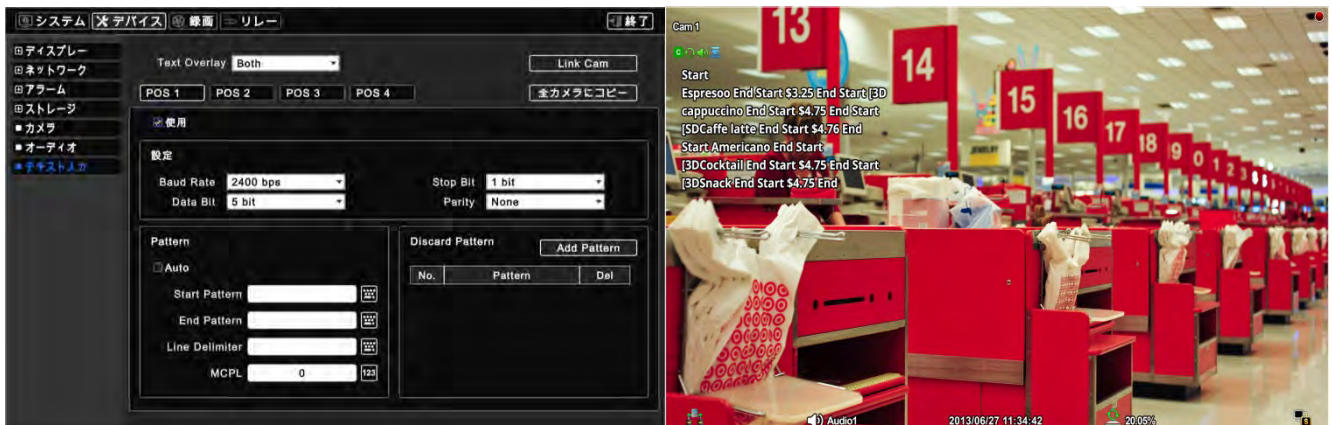 システム デバイス 録画 リレー 終了
ディスプレー
ネットワーク
アラーム
ストレージ
カメラ
オーディオ
テキスト入力
Text Overlay Both Link Cam
POS 1 POS 2 POS 3 POS 4 全カメラにコピー
使用
設定
Baud Rate 2400 bps Stop Bit 1 bit
Data Bit 5 bit Parity None
Pattern
Auto
Start Pattern
End Pattern
Line Delimiter
MCPL 0 123
Discard Pattern Add Pattern
No. Pattern Del
Cam 1
Start
Espresoo End Start $3.25 End Start [3D
cappuccino End Start $4.75 End Start
[SDCaffe latte End Start $4.76 End
Start Americano End Start
[3DCocktail End Start $4.75 End Start
[3DSnack End Start $4.75 End
13
14
15
16
17
18
9
0
1
2
3
JEWELRY
Audio1 2013/06/27 11:34:42 20.05%